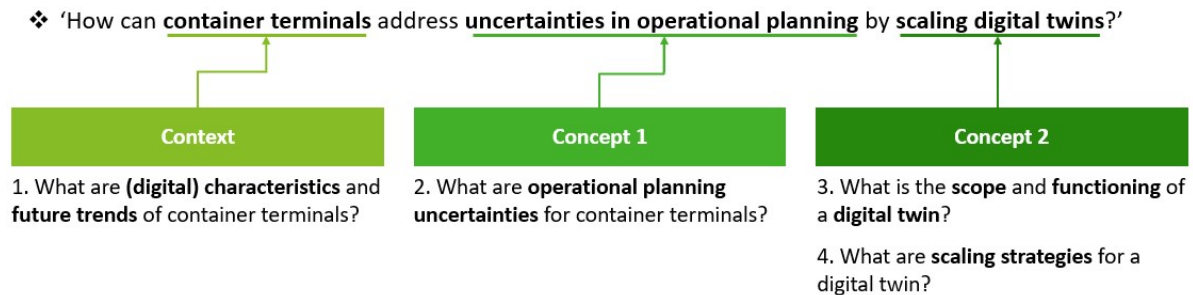 ❖ ‘How can container terminals address uncertainties in operational planning by scaling digital twins?’
Context
1. What are (digital) characteristics and
future trends of container terminals?
Concept 1
2. What are operational planning
uncertainties for container terminals?
Concept 2
3. What is the scope and functioning of
a digital twin?
4. What are scaling strategies for a
digital twin?